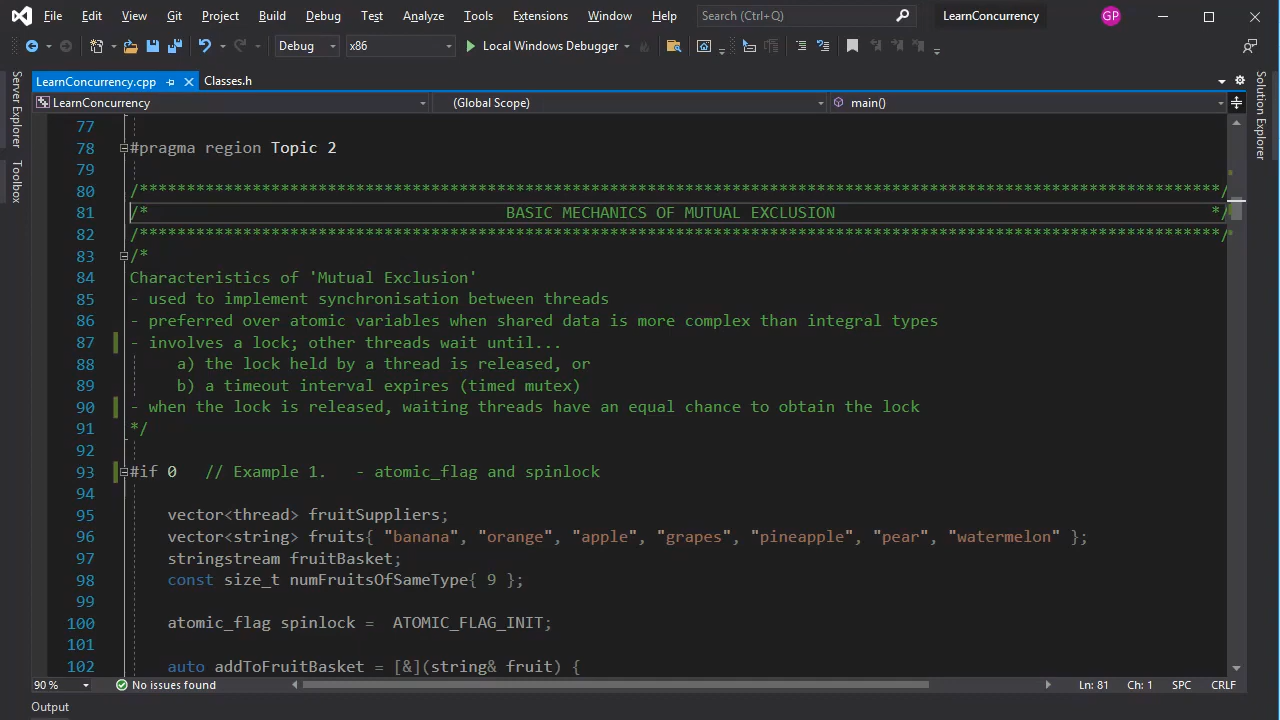 File Edit View Git Project Build Debug Test Analyze Tools Extensions Window Help Search (Ctrl+Q) LearnConcurrency GP
Debug x86 Local Windows Debugger
LearnConcurrency.cpp Classes.h
LearnConcurrency (Global Scope) main()
Server Explorer
Toolbox
Solution Explorer
77
78 #pragma region Topic 2
79
80 /*******************************************************************************************************************/
81 /* BASIC MECHANICS OF MUTUAL EXCLUSION */
82 /*******************************************************************************************************************/
83 /*
84 Characteristics of 'Mutual Exclusion'
85 - used to implement synchronisation between threads
86 - preferred over atomic variables when shared data is more complex than integral types
87 - involves a lock; other threads wait until...
88 a) the lock held by a thread is released, or
89 b) a timeout interval expires (timed mutex)
90 - when the lock is released, waiting threads have an equal chance to obtain the lock
91 */
92
93 #if 0 // Example 1. - atomic_flag and spinlock
94
95 vector<thread> fruitSuppliers;
96 vector<string> fruits{ "banana", "orange", "apple", "grapes", "pineapple", "pear", "watermelon" };
97 stringstream fruitBasket;
98 const size_t numFruitsOfSameType{ 9 };
99
100 atomic_flag spinlock = ATOMIC_FLAG_INIT;
101
102 auto addToFruitBasket = [&](string& fruit) {
90 % No issues found Ln: 81 Ch: 1 SPC CRLF
Output